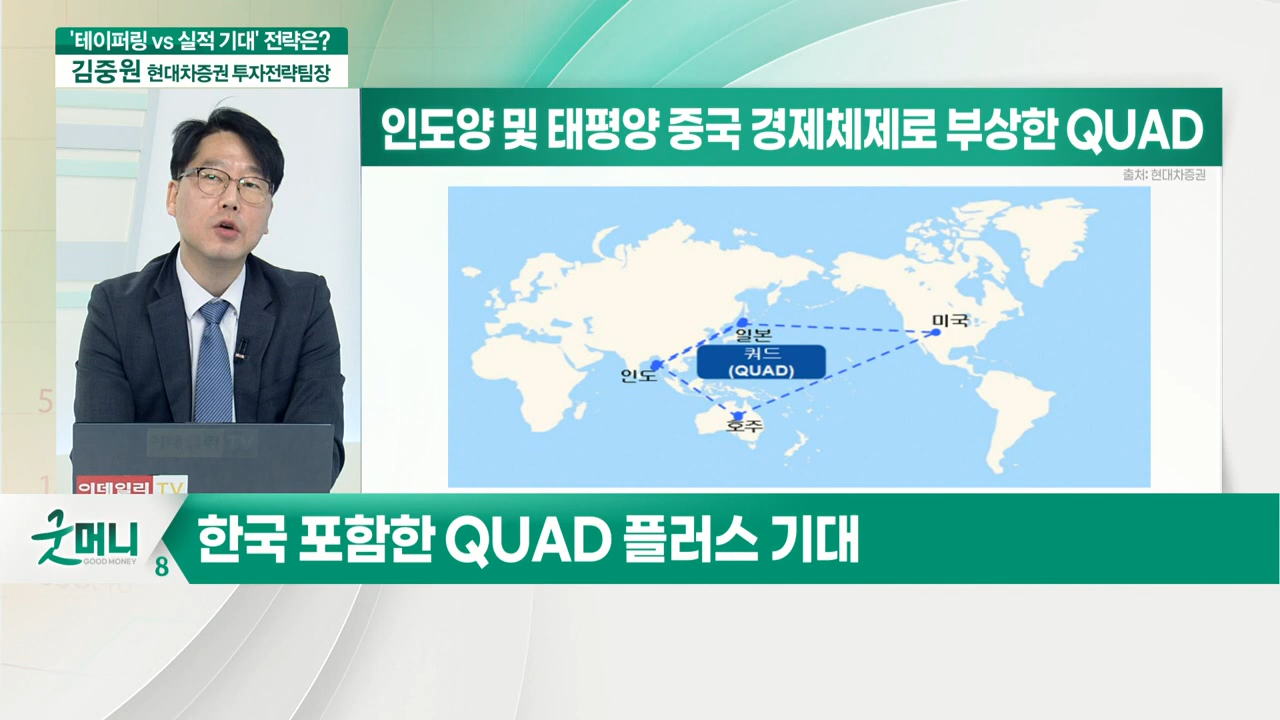 '테이퍼링 vs 실적 기대' 전략은?
김중원 현대차증권 투자전략팀장
인도양 및 태평양 중국 경제체제로 부상한 QUAD
출처: 현대차증권
미국
일본
쿼드
(QUAD)
인도
호주
5
1
이데일리 TV
굿머니
GOOD MONEY
8
한국 포함한 QUAD 플러스 기대